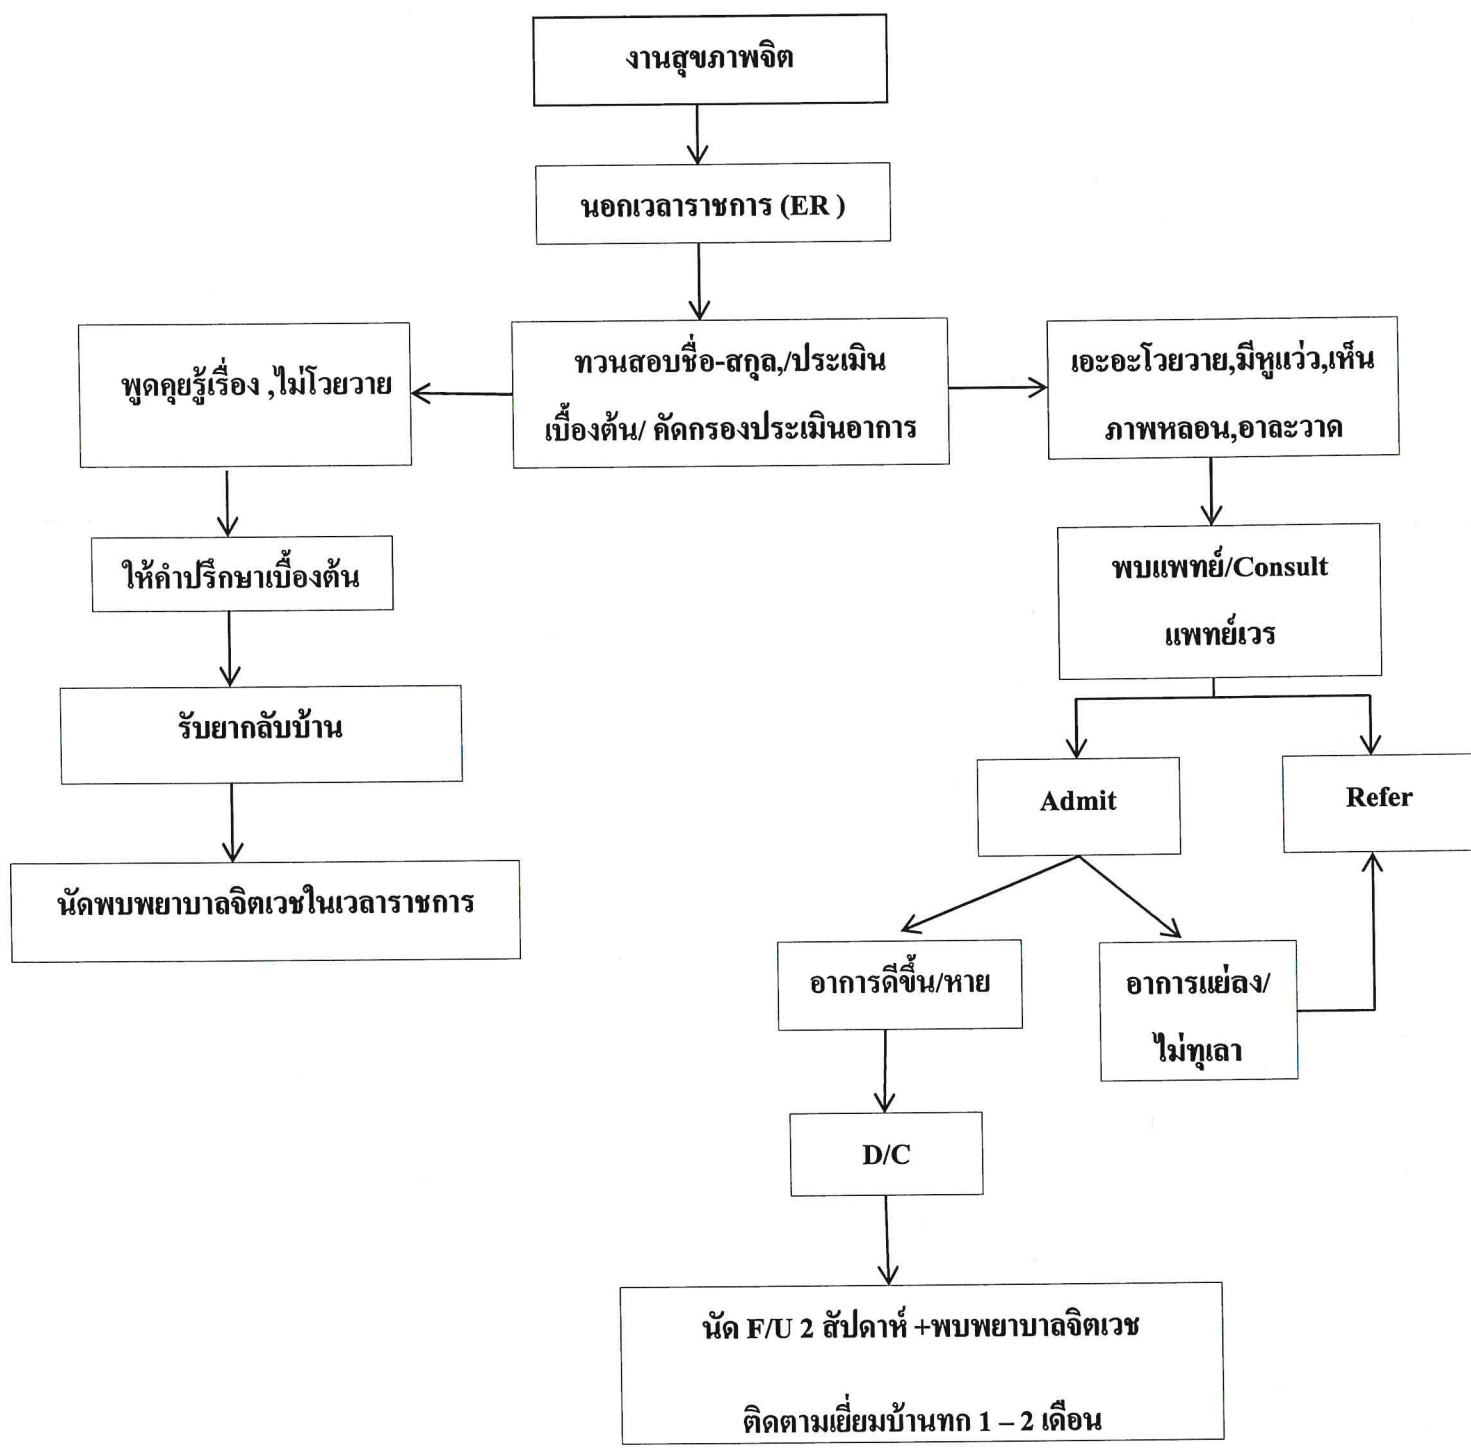 งานสุขภาพจิต
นอกเวลาราชการ (ER )
ทวนสอบชื่อ-สกุล,/ประเมิน
เบื้องต้น/ คัดกรองประเมินอาการ
พูดคุยรู้เรื่อง ,ไม่โวยวาย
เอะอะโวยวาย,มีหูแว่ว,เห็น
ภาพหลอน,อาละวาด
ให้คำปรึกษาเบื้องต้น
รับยากลับบ้าน
นัดพบพยาบาลจิตเวชในเวลาราชการ
พบแพทย์/Consult
แพทย์เวร
Admit
Refer
อาการดีขึ้น/หาย
อาการแย่ลง/
ไม่ทุเลา
D/C
นัด F/U 2 สัปดาห์ +พบพยาบาลจิตเวช
ติดตามเยี่ยมบ้านทก 1 – 2 เดือน